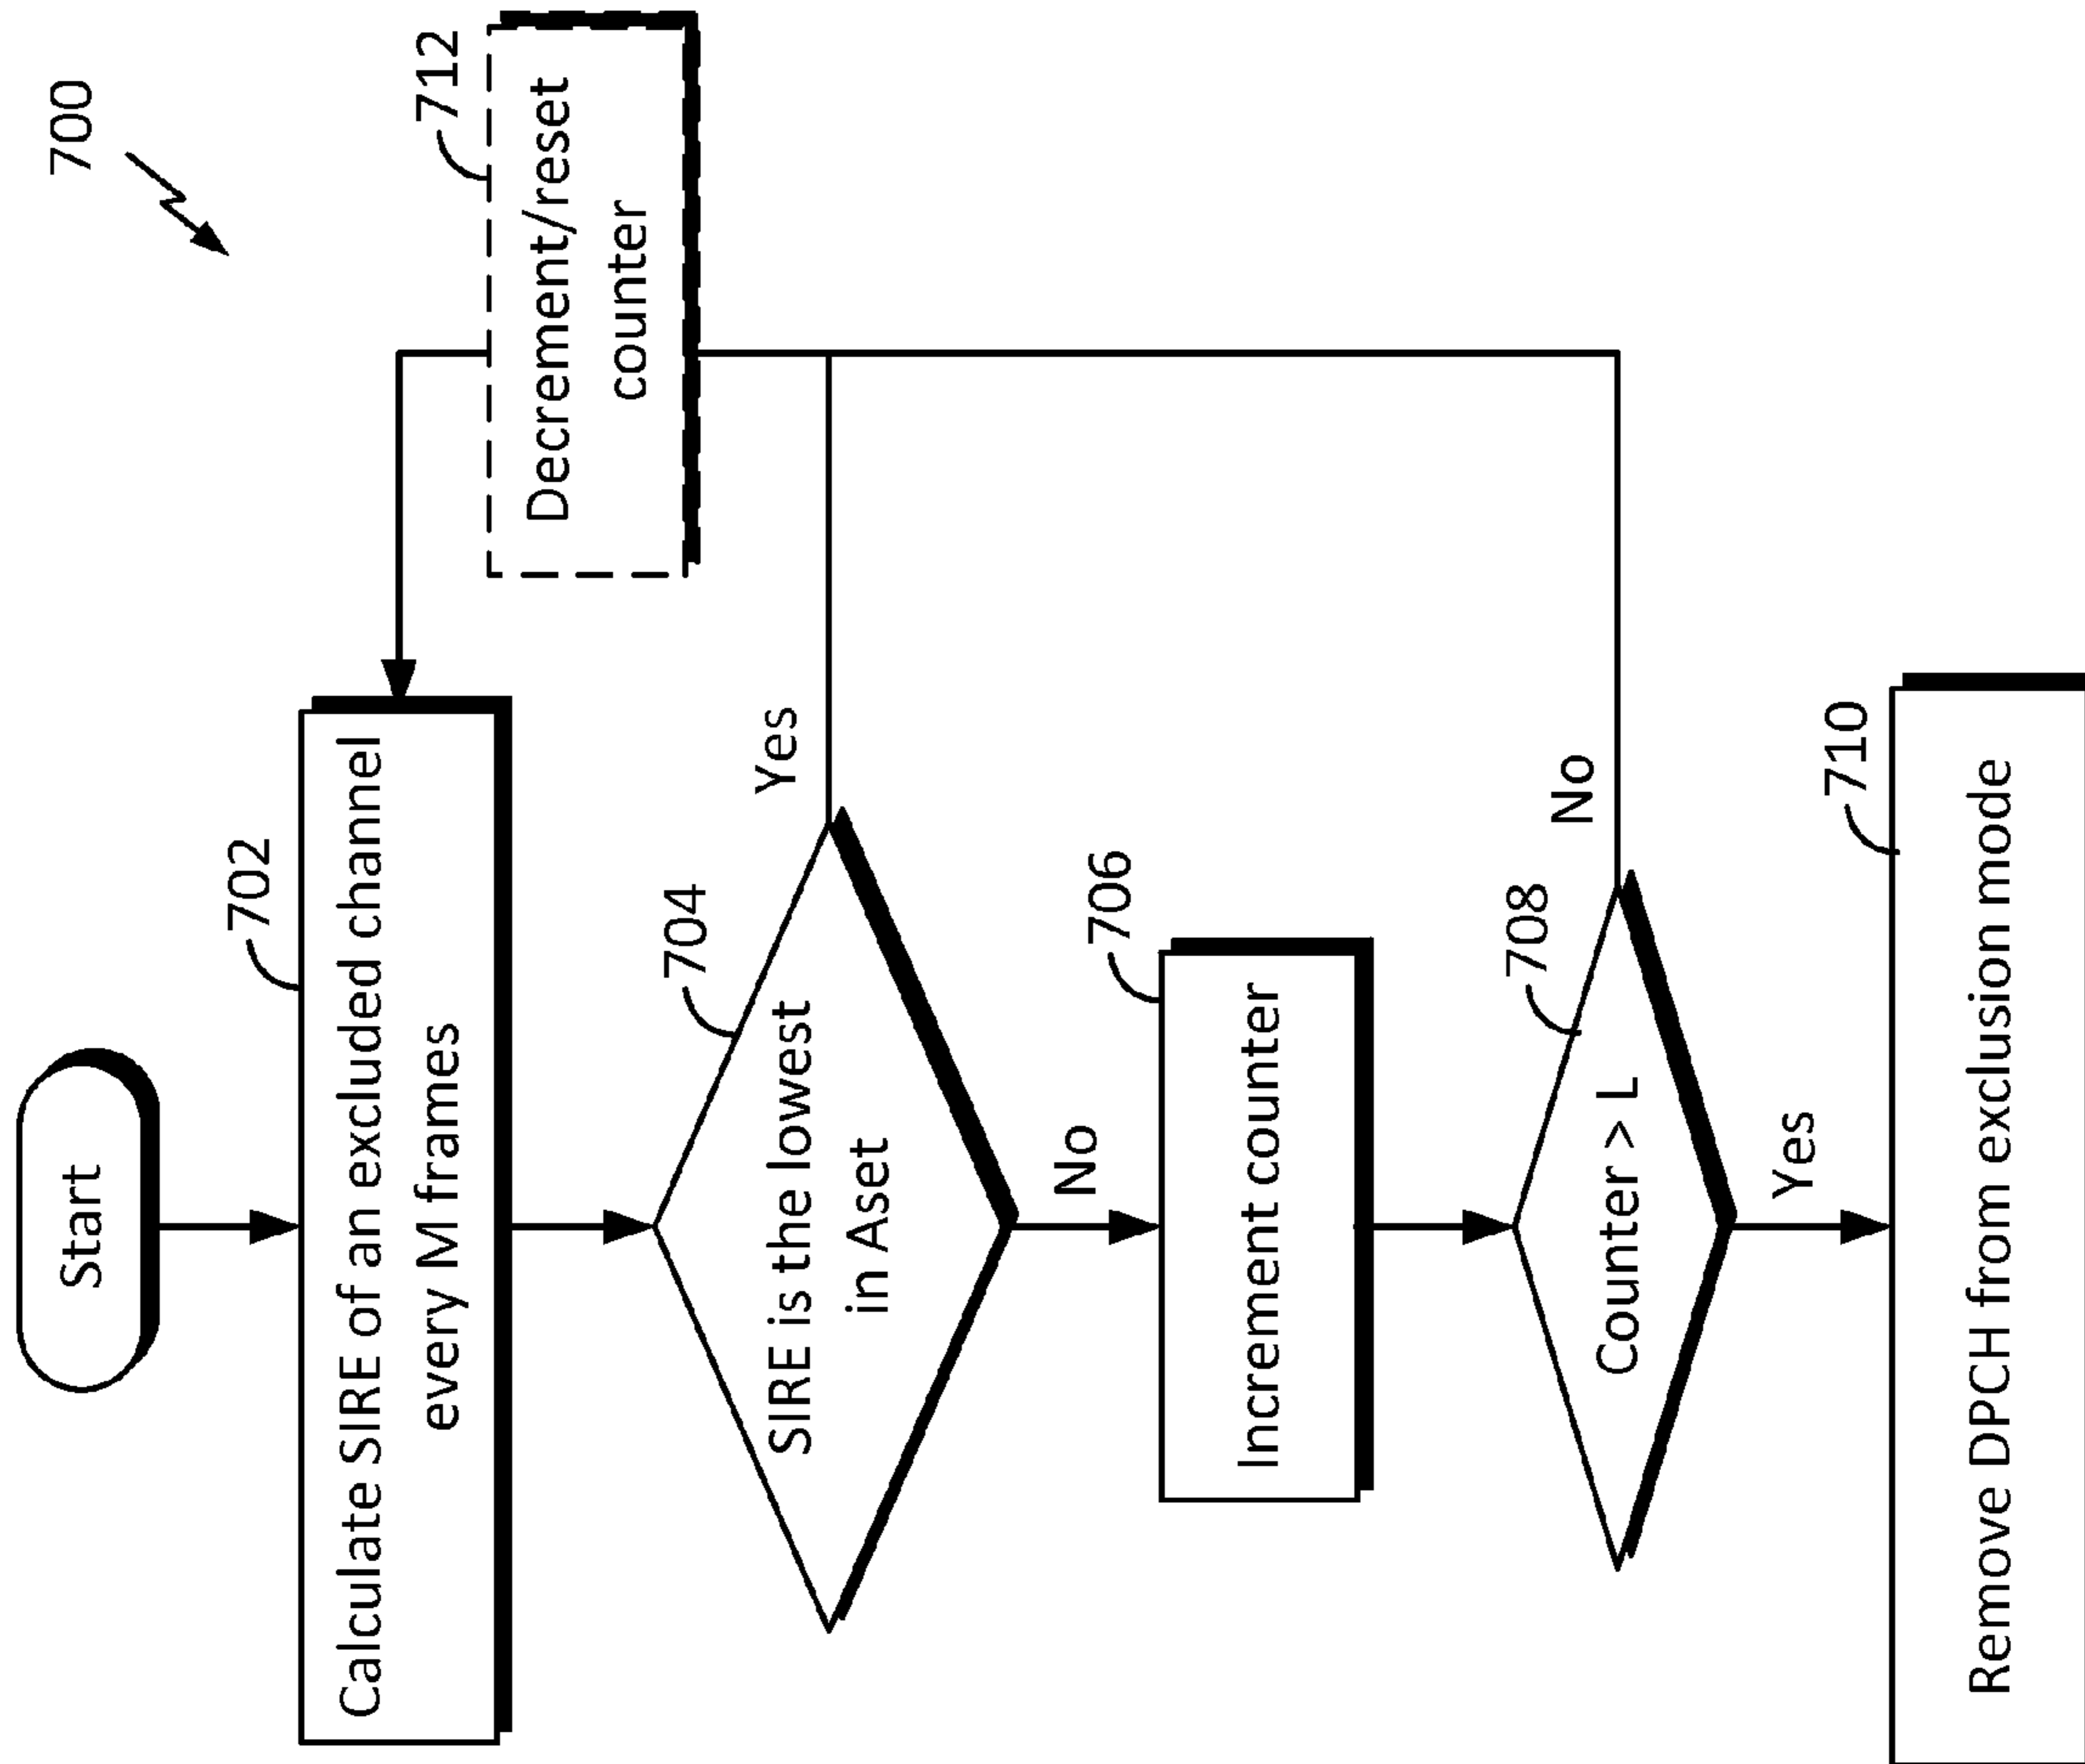 700
Start
702
Calculate SIRE of an excluded channel
every M frames
712
Decrement/reset
counter
704
SIRE is the lowest
in Aset
Yes
No
706
Increment counter
708
Counter > L
No
Yes
710
Remove DPCH from exclusion mode